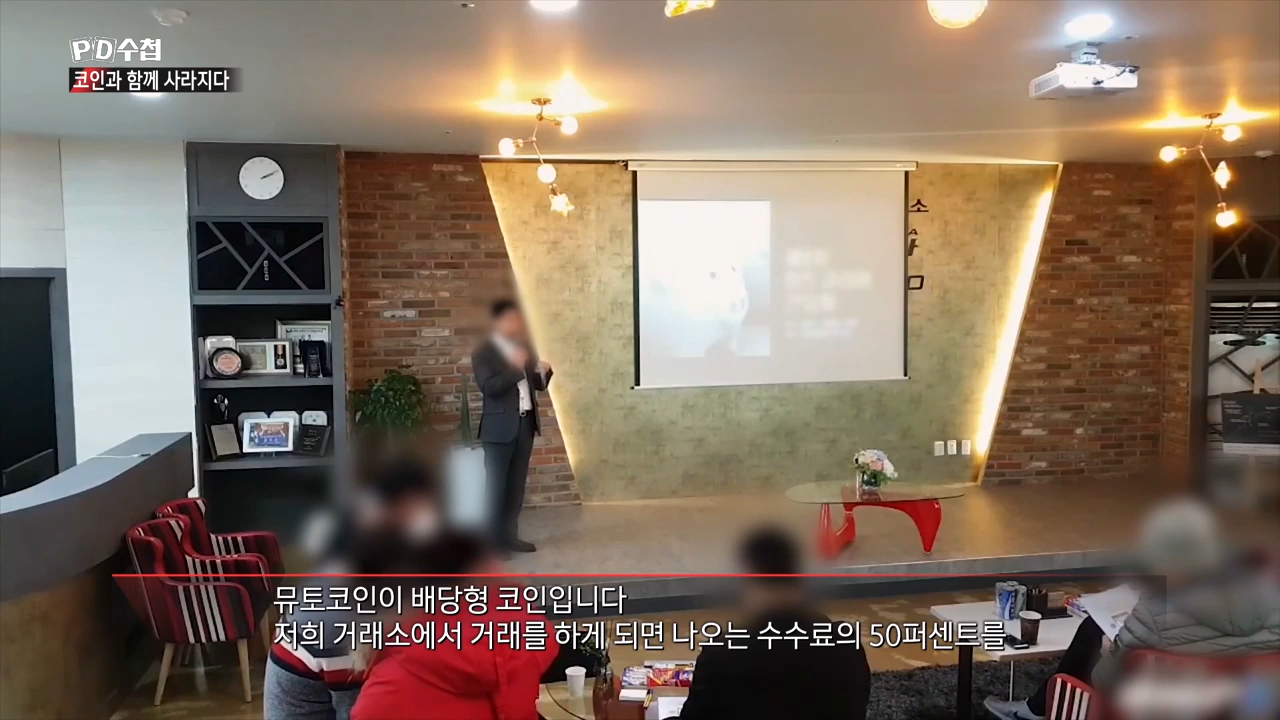 PD수첩
코인과 함께 사라지다
소
뮤토코인이 배당형 코인입니다
저희 거래소에서 거래를 하게 되면 나오는 수수료의 50퍼센트를